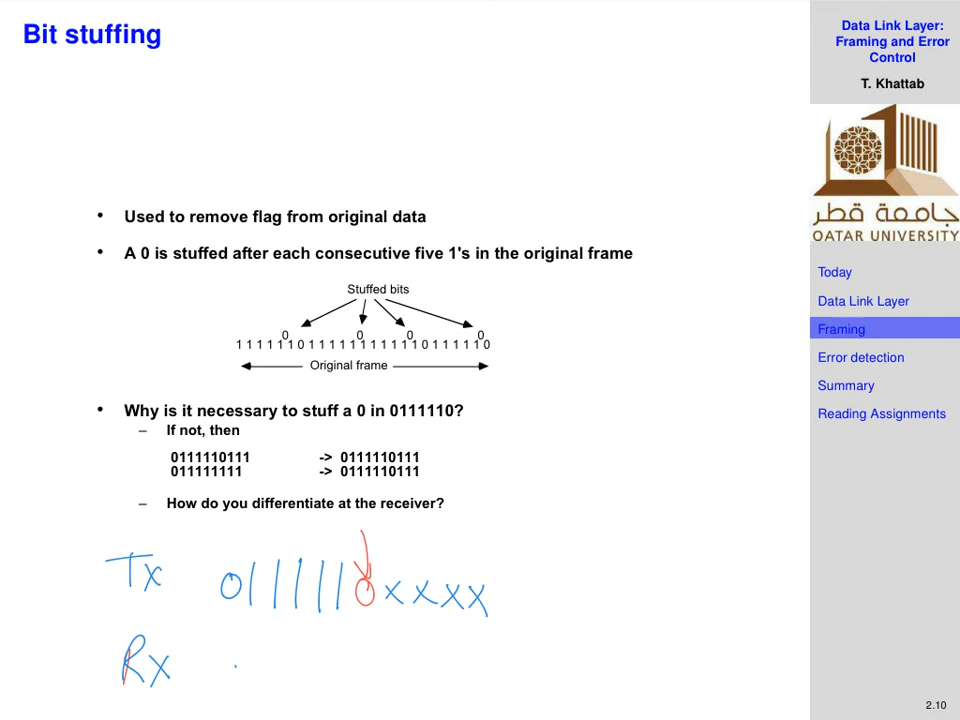 Bit stuffing
• Used to remove flag from original data
• A 0 is stuffed after each consecutive five 1's in the original frame
Stuffed bits
0 0 0 0
1 1 1 1 1 1 0 1 1 1 1 1 1 1 1 1 1 1 1 0 1 1 1 1 1 0
Original frame
• Why is it necessary to stuff a 0 in 0111110?
– If not, then
0111110111 -> 0111110111
011111111 -> 0111110111
– How do you differentiate at the receiver?
Tx 0111110xxxx
Rx
Data Link Layer:
Framing and Error
Control
T. Khattab
جامعة قطر
QATAR UNIVERSITY
Today
Data Link Layer
Framing
Error detection
Summary
Reading Assignments
2.10